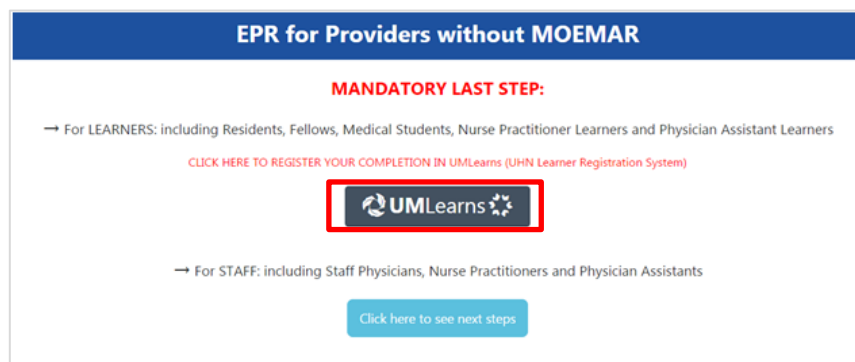 EPR for Providers without MOEMAR
MANDATORY LAST STEP:
→ For LEARNERS: including Residents, Fellows, Medical Students, Nurse Practitioner Learners and Physician Assistant Learners
CLICK HERE TO REGISTER YOUR COMPLETION IN UMLearns (UHN Learner Registration System)
UMLearns
→ For STAFF: including Staff Physicians, Nurse Practitioners and Physician Assistants
Click here to see next steps